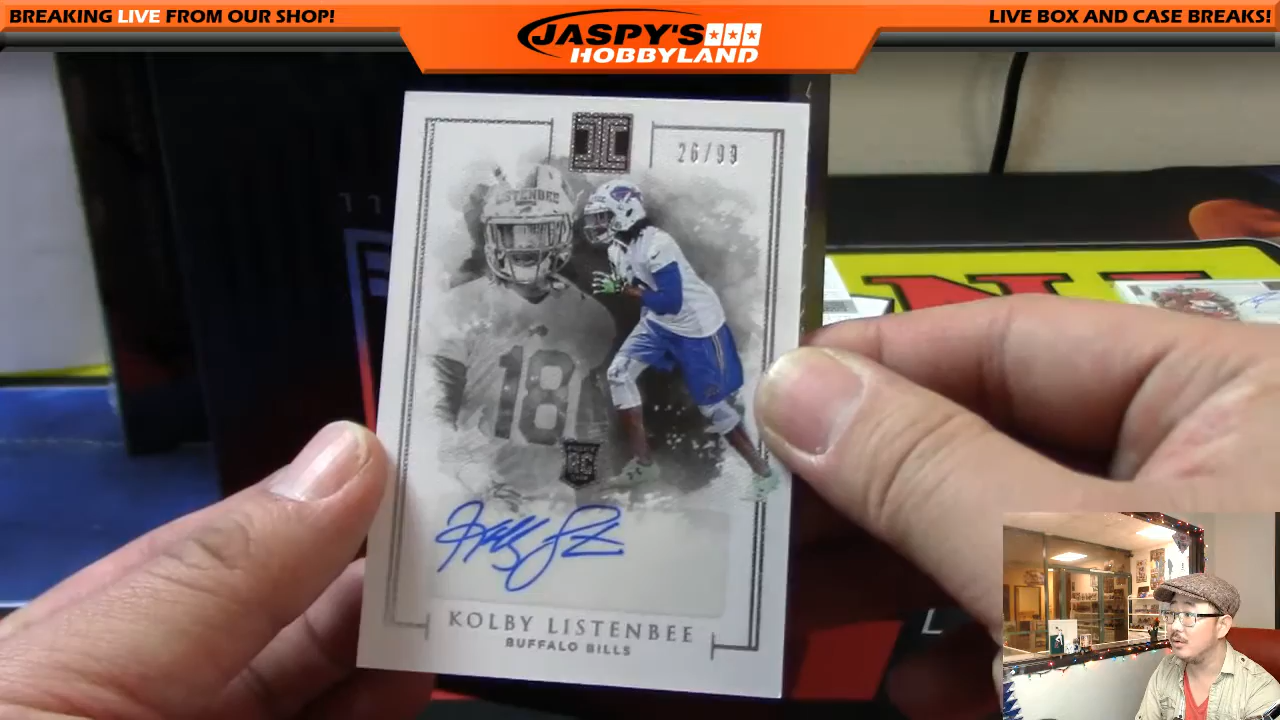 BREAKING LIVE FROM OUR SHOP!
JASPY'S
HOBBYLAND
LIVE BOX AND CASE BREAKS!
26/99
LISTENBEE
18
RC
KOLBY LISTENBEE
BUFFALO BILLS